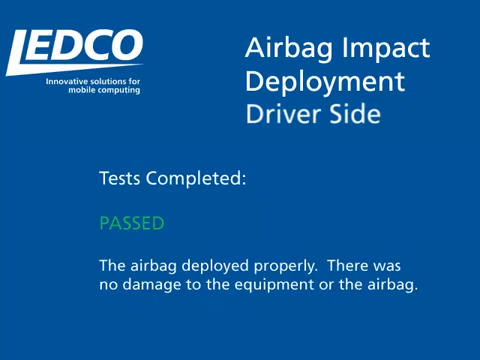 LEDCO
Innovative solutions for
mobile computing
Airbag Impact
Deployment
Driver Side
Tests Completed:
PASSED
The airbag deployed properly.  There was
no damage to the equipment or the airbag.